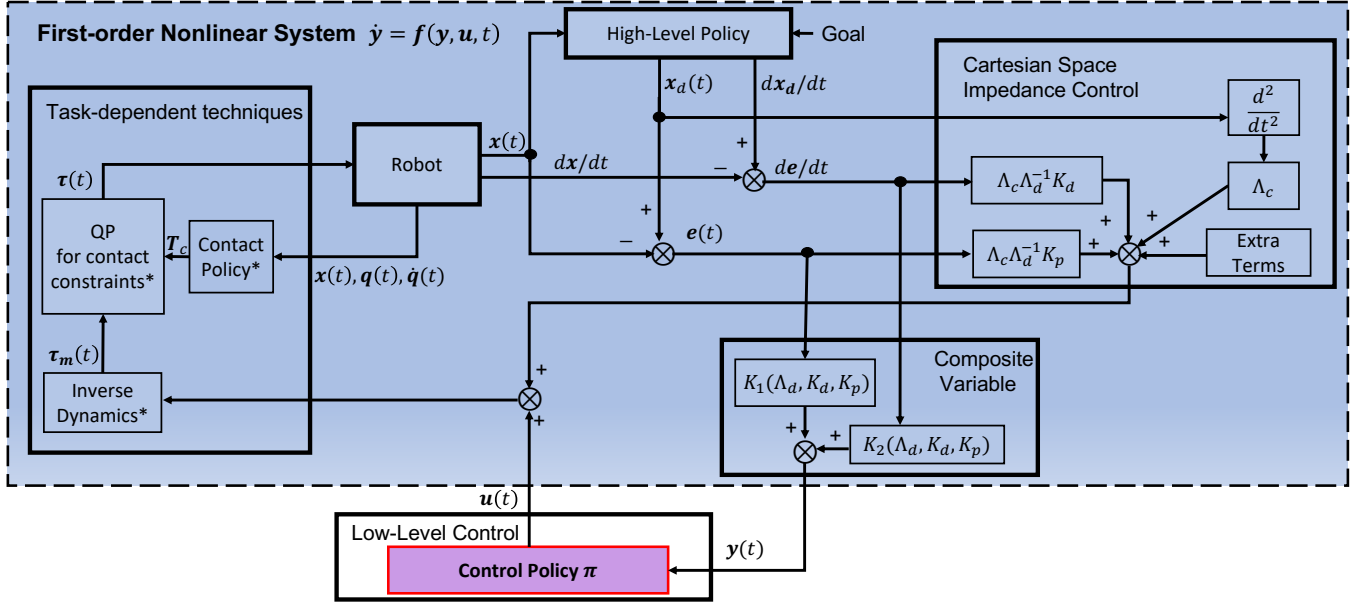 First-order Nonlinear System ẏ = f(y, u, t)
High-Level Policy
Goal
x_d(t)
dx_d/dt
Cartesian Space
Impedance Control
d²
dt²
Task-dependent techniques
Robot
x(t)
dx/dt
+
−
de/dt
Λ_c Λ_d⁻¹ K_d
Λ_c
τ(t)
QP
for contact
constraints*
T_c
Contact
Policy*
x(t), q(t), q̇(t)
+
−
e(t)
Λ_c Λ_d⁻¹ K_p
+
+
+
+
Extra
Terms
τ_m(t)
Inverse
Dynamics*
+
+
Composite
Variable
K₁(Λ_d, K_d, K_p)
+
+
K₂(Λ_d, K_d, K_p)
u(t)
Low-Level Control
Control Policy π
y(t)